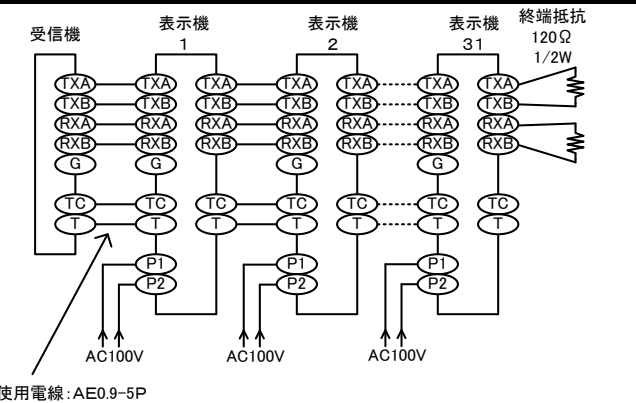 受信機
表示機
1
表示機
2
表示機
31
終端抵抗
120Ω
1/2W
TXA TXA TXA TXA TXA TXA TXA
TXB TXB TXB TXB TXB TXB TXB
RXA RXA RXA RXA RXA RXA RXA
RXB RXB RXB RXB RXB RXB RXB
G G G G
TC TC TC TC TC TC TC
T T T T T T T
P1 P1 P1
P2 P2 P2
AC100V AC100V AC100V
使用電線:AE0.9-5P